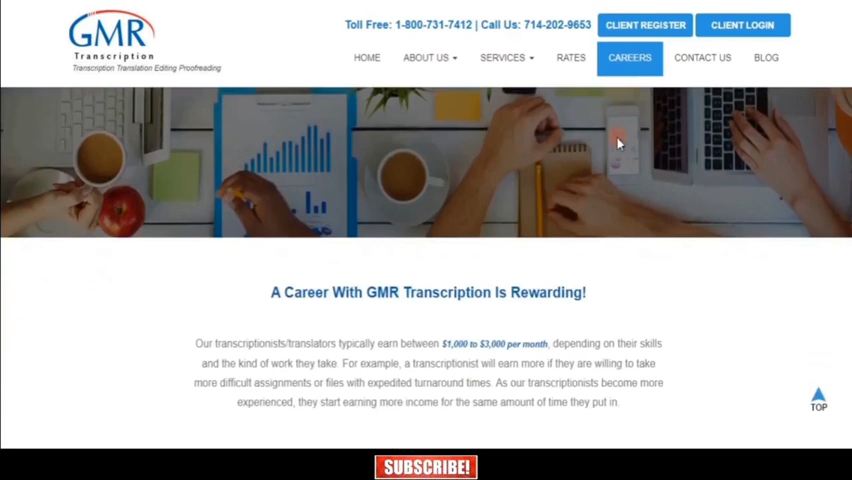 GMR
Transcription
Transcription Translation Editing Proofreading
Toll Free: 1-800-731-7412 | Call Us: 714-202-9653
CLIENT REGISTER
CLIENT LOGIN
HOME
ABOUT US
SERVICES
RATES
CAREERS
CONTACT US
BLOG
A Career With GMR Transcription Is Rewarding!
Our transcriptionists/translators typically earn between $1,000 to $3,000 per month, depending on their skills
and the kind of work they take. For example, a transcriptionist will earn more if they are willing to take
more difficult assignments or files with expedited turnaround times. As our transcriptionists become more
experienced, they start earning more income for the same amount of time they put in.
TOP
SUBSCRIBE!